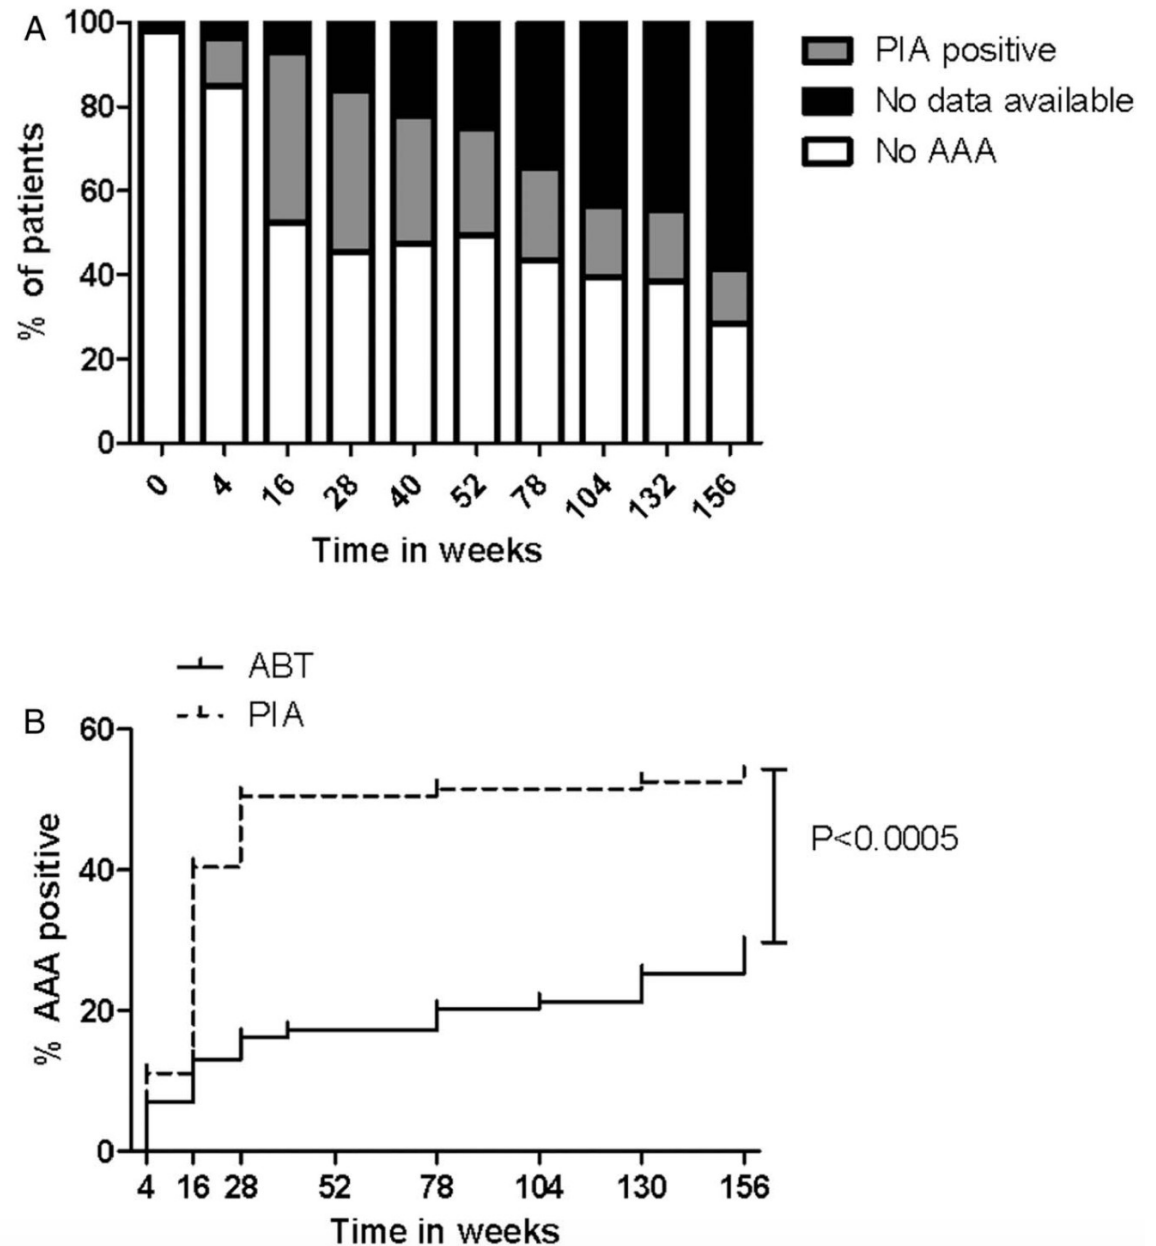 A
100
80
60
40
20
0
% of patients
0 4 16 28 40 52 78 104 132 156
Time in weeks
PIA positive
No data available
No AAA
ABT
PIA
B
60
40
20
0
% AAA positive
P<0.0005
4 16 28 52 78 104 130 156
Time in weeks